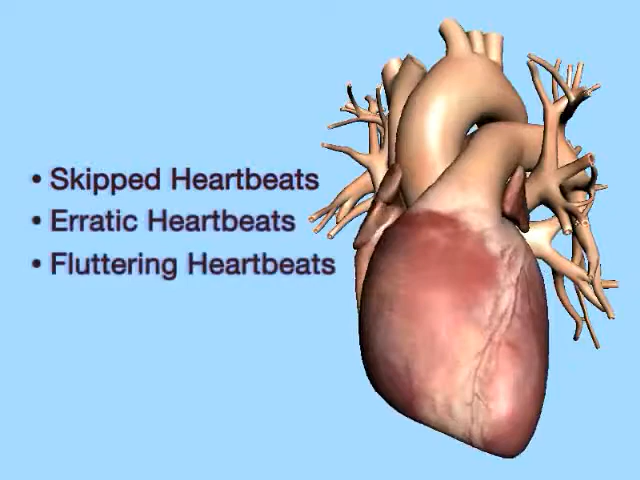 • Skipped Heartbeats
• Erratic Heartbeats
• Fluttering Heartbeats